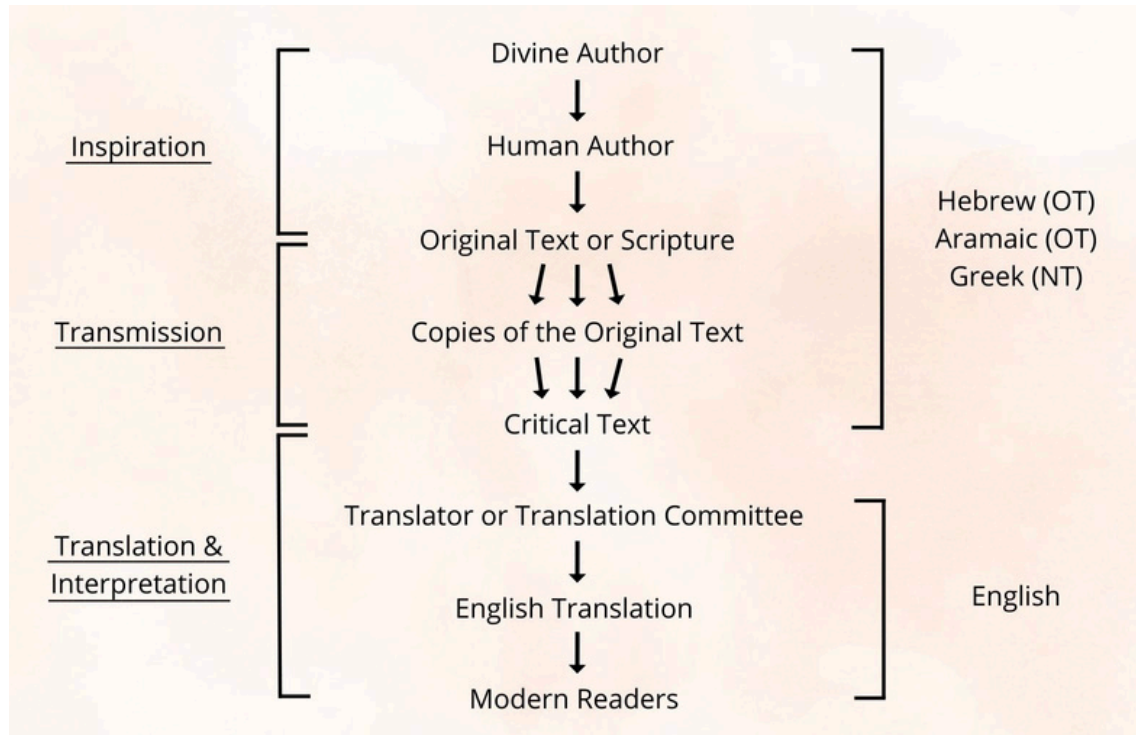 Divine Author
Inspiration
Human Author
Hebrew (OT)
Original Text or Scripture
Aramaic (OT)
Greek (NT)
Transmission
Copies of the Original Text
Critical Text
Translator or Translation Committee
Translation &
Interpretation
English Translation
English
Modern Readers